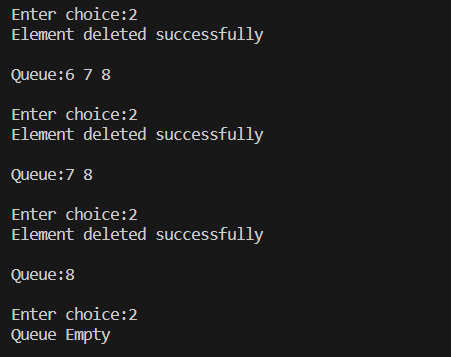 Enter choice:2
Element deleted successfully
Queue:6 7 8
Enter choice:2
Element deleted successfully
Queue:7 8
Enter choice:2
Element deleted successfully
Queue:8
Enter choice:2
Queue Empty